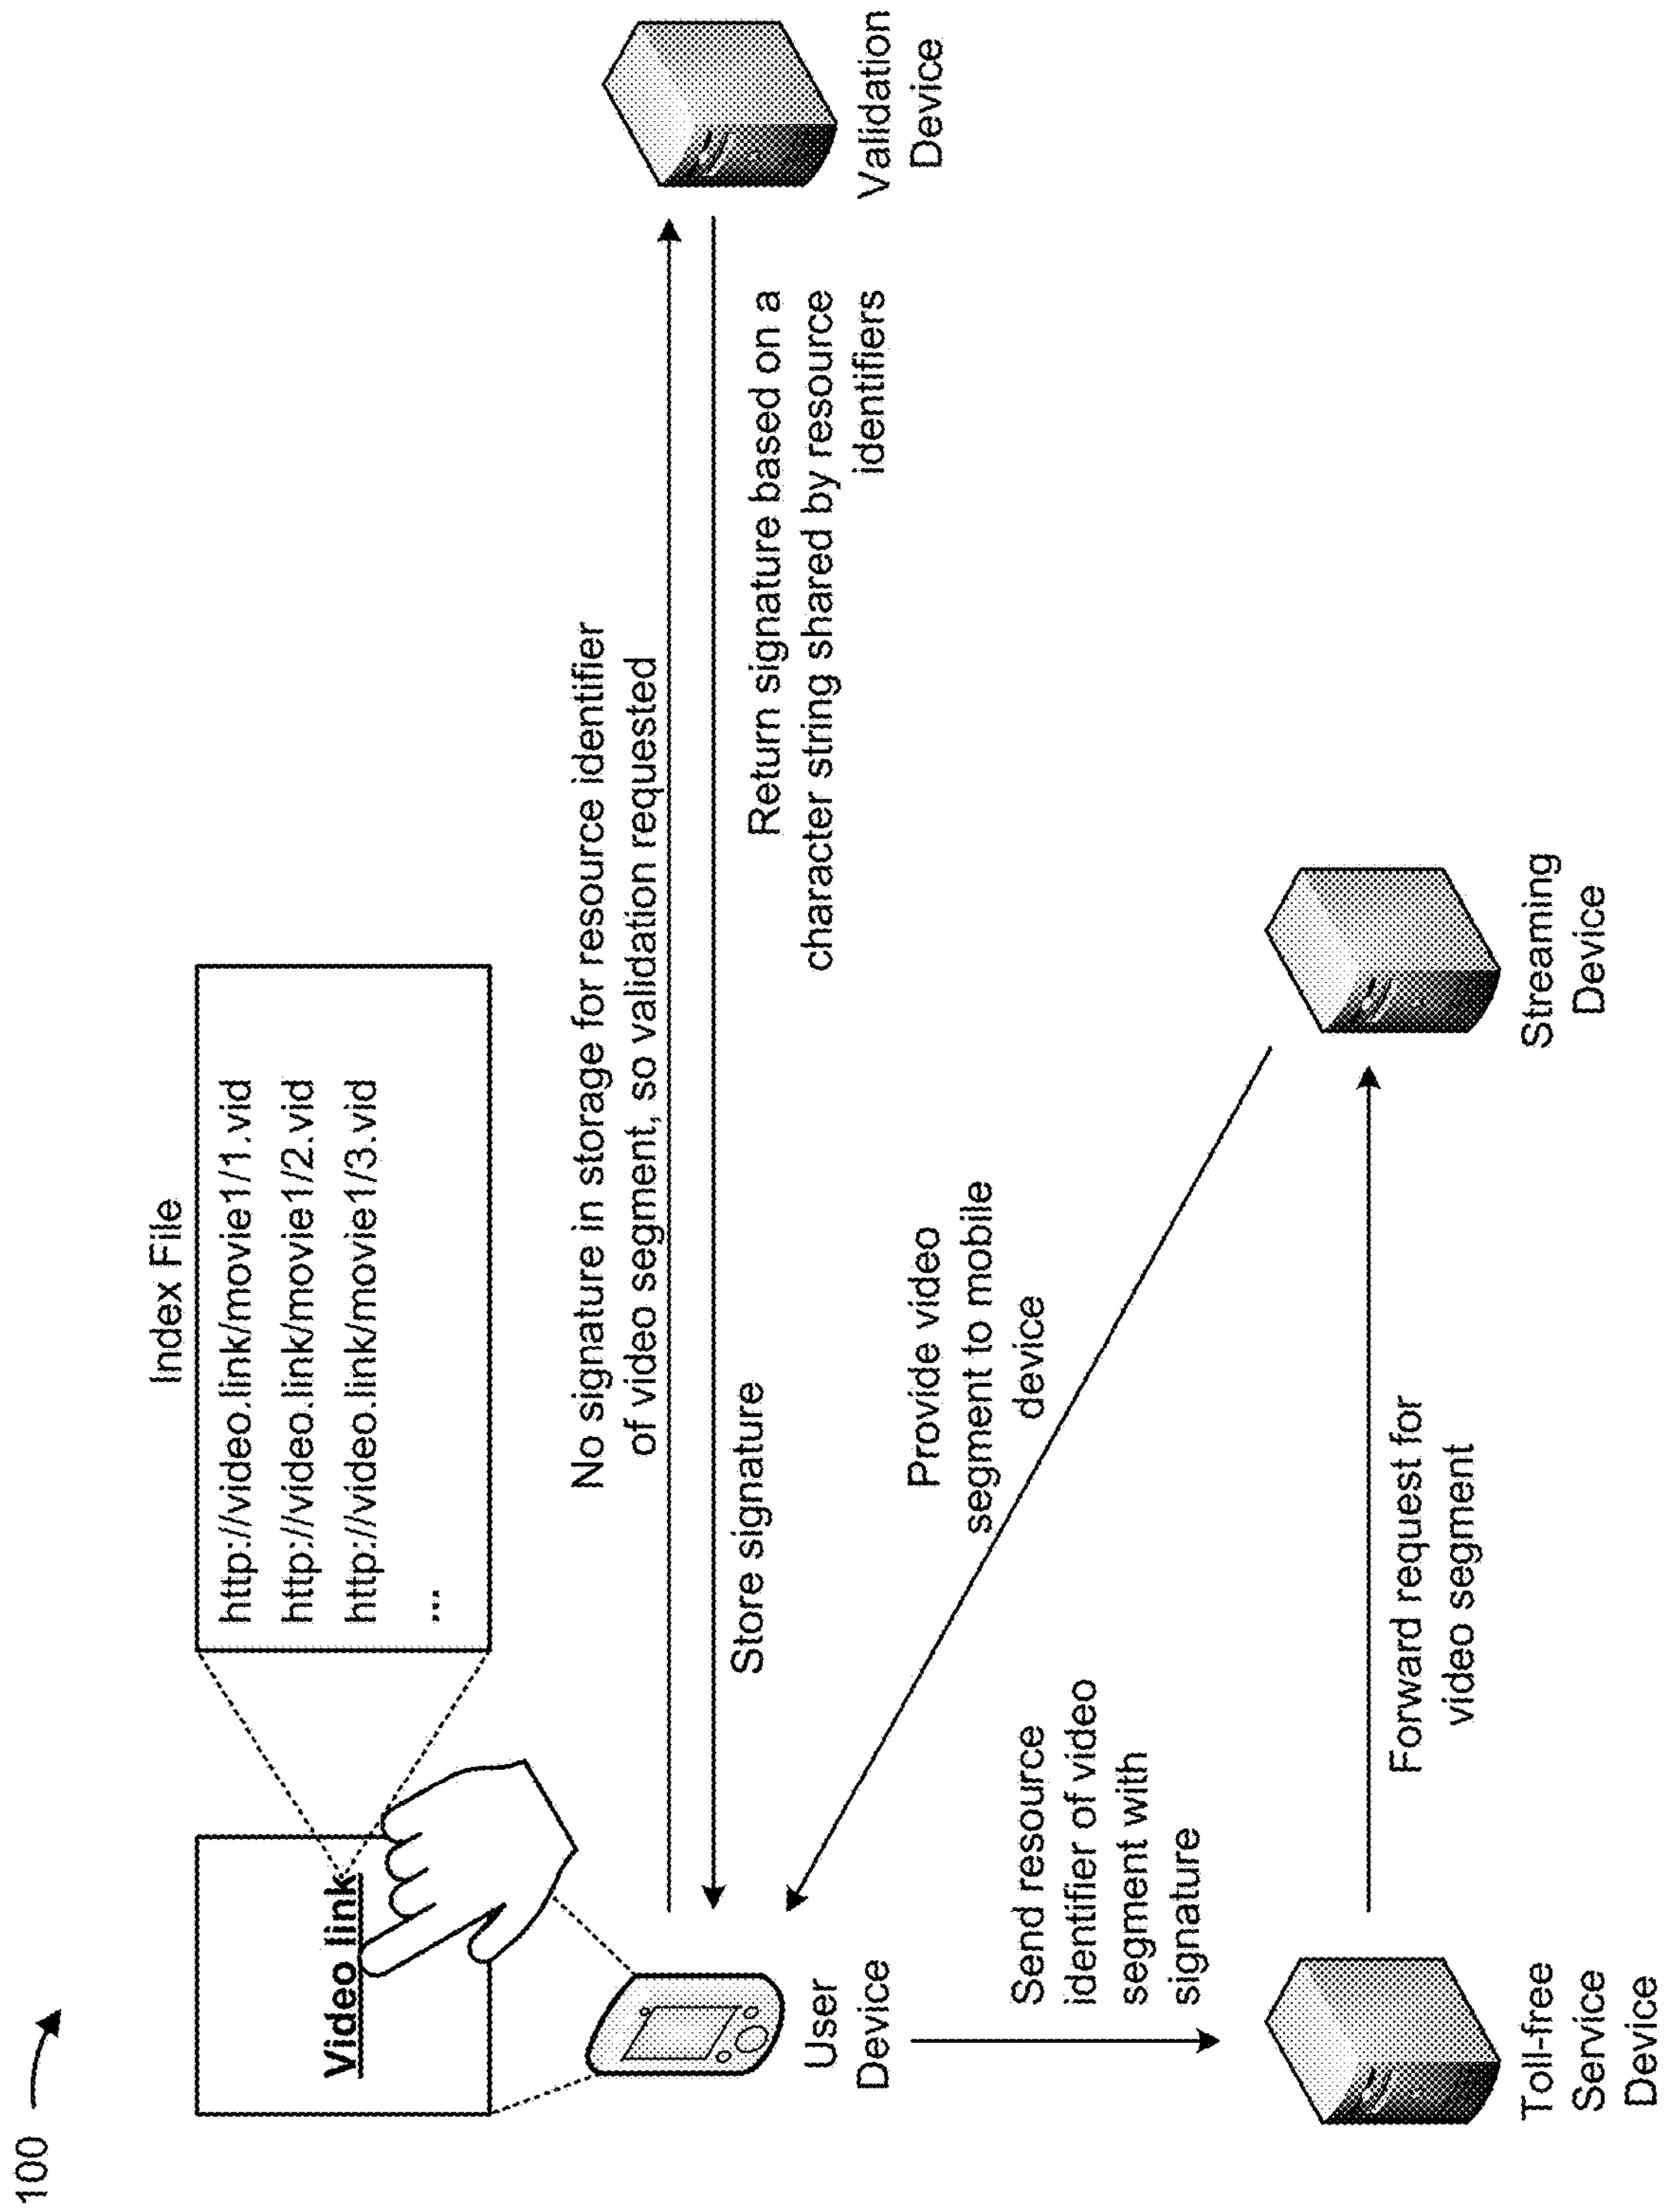 100
Index File
http://video.link/movie1/1.vid
http://video.link/movie1/2.vid
http://video.link/movie1/3.vid
...
Video link
No signature in storage for resource identifier
of video segment, so validation requested
Store signature
Return signature based on a
character string shared by resource
identifiers
Validation
Device
User
Device
Provide video
segment to mobile
device
Send resource
identifier of video
segment with
signature
Forward request for
video segment
Streaming
Device
Toll-free
Service
Device